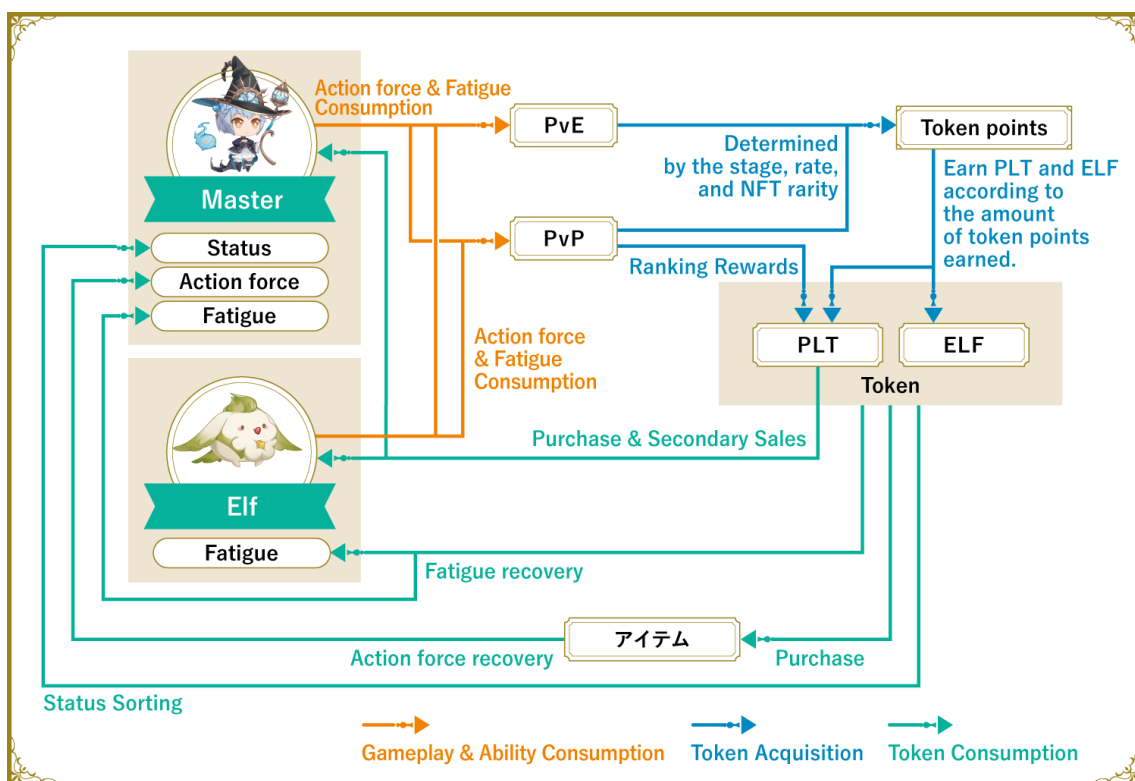 Action force & Fatigue
Consumption
PvE
Token points
Determined
by the stage, rate,
and NFT rarity
Earn PLT and ELF
according to
the amount
of token points
earned.
Master
PvP
Status
Ranking Rewards
Action force
Fatigue
Action force
& Fatigue
Consumption
PLT
ELF
Token
Purchase & Secondary Sales
Elf
Fatigue
Fatigue recovery
アイテム
Action force recovery
Purchase
Status Sorting
Gameplay & Ability Consumption
Token Acquisition
Token Consumption